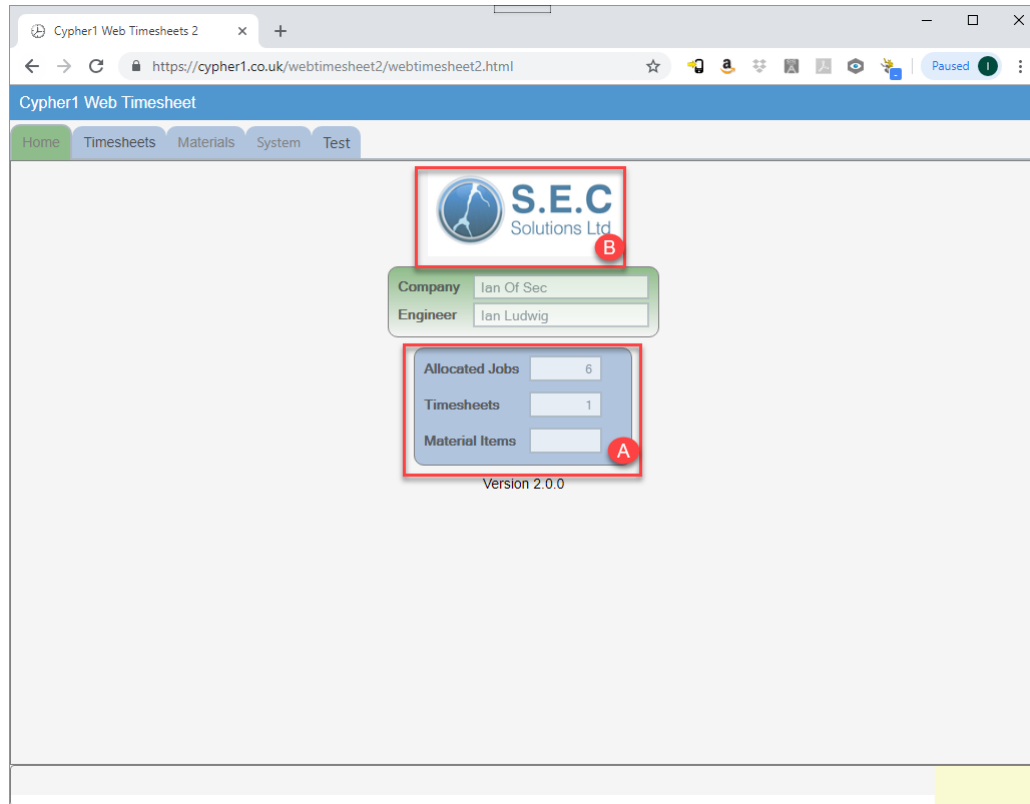 Cypher1 Web Timesheets 2
https://cypher1.co.uk/webtimesheet2/webtimesheet2.html
Paused I
Cypher1 Web Timesheet
Home Timesheets Materials System Test
S.E.C
Solutions Ltd
B
Company Ian Of Sec
Engineer Ian Ludwig
Allocated Jobs 6
Timesheets 1
Material Items
A
Version 2.0.0